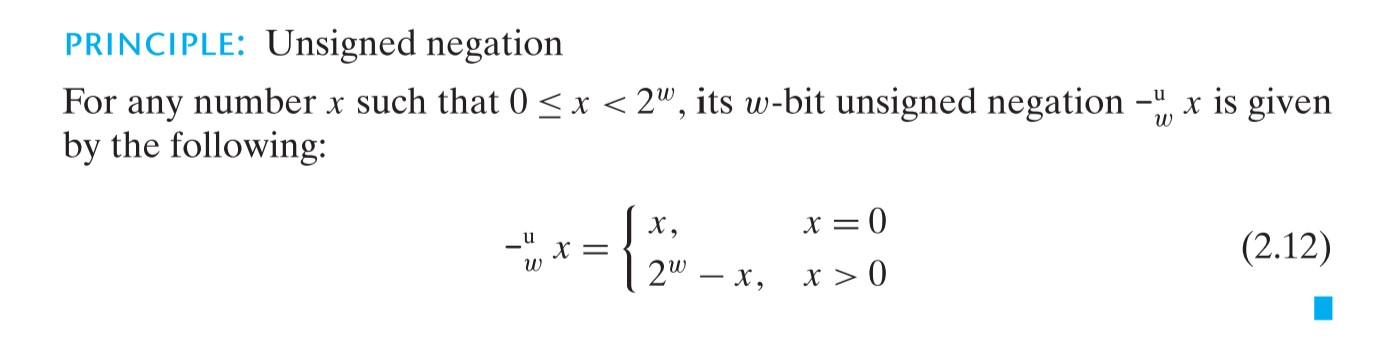 PRINCIPLE: Unsigned negation
For any number x such that 0 ≤ x < 2^w, its w-bit unsigned negation -^u_w x is given
by the following:
-^u_w x = { x, x = 0
2^w − x, x > 0
(2.12)